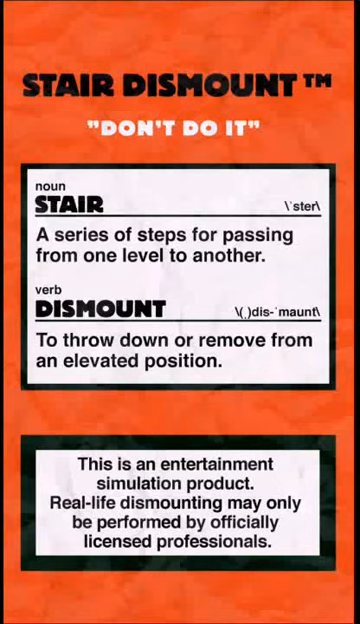 STAIR DISMOUNT™
"DON'T DO IT"
noun
STAIR \ˈster\
A series of steps for passing
from one level to another.
verb
DISMOUNT \(ˌ)dis-ˈmaunt\
To throw down or remove from
an elevated position.
This is an entertainment
simulation product.
Real-life dismounting may only
be performed by officially
licensed professionals.